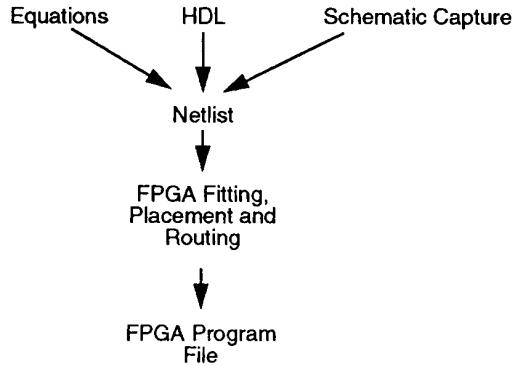 Equations HDL Schematic Capture
Netlist
FPGA Fitting,
Placement and
Routing
FPGA Program
File